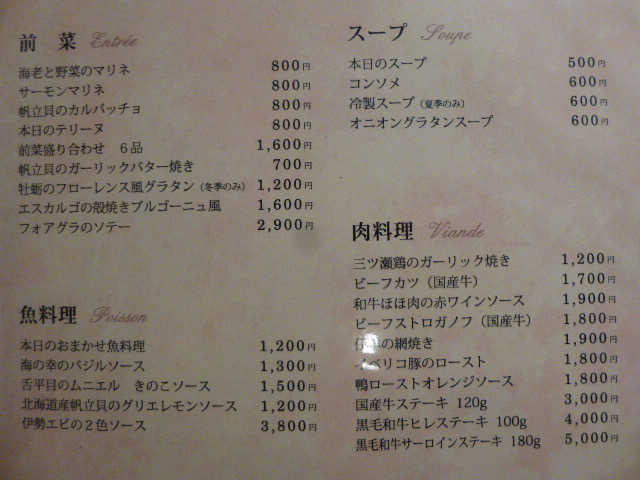 前 菜 Entrée
海老と野菜のマリネ 800円
サーモンマリネ 800円
帆立貝のカルパッチョ 800円
本日のテリーヌ 800円
前菜盛り合わせ 6品 1,600円
帆立貝のガーリックバター焼き 700円
牡蛎のフローレンス風グラタン(冬季のみ) 1,200円
エスカルゴの殻焼きブルゴーニュ風 1,600円
フォアグラのソテー 2,900円
魚料理 Poisson
本日のおまかせ魚料理 1,200円
海の幸のバジルソース 1,300円
舌平目のムニエル きのこソース 1,500円
北海道産帆立貝のグリエレモンソース 1,200円
伊勢エビの2色ソース 3,800円
スープ Soupe
本日のスープ 500円
コンソメ 600円
冷製スープ(夏季のみ) 600円
オニオングラタンスープ 600円
肉料理 Viande
三ツ瀬鶏のガーリック焼き 1,200円
ビーフカツ(国産牛) 1,700円
和牛ほほ肉の赤ワインソース 1,900円
ビーフストロガノフ(国産牛) 1,800円
の網焼き 1,900円
イベリコ豚のロースト 1,800円
鴨ローストオレンジソース 1,800円
国産牛ステーキ 120g 3,000円
黒毛和牛ヒレステーキ 100g 4,000円
黒毛和牛サーロインステーキ 180g 5,000円